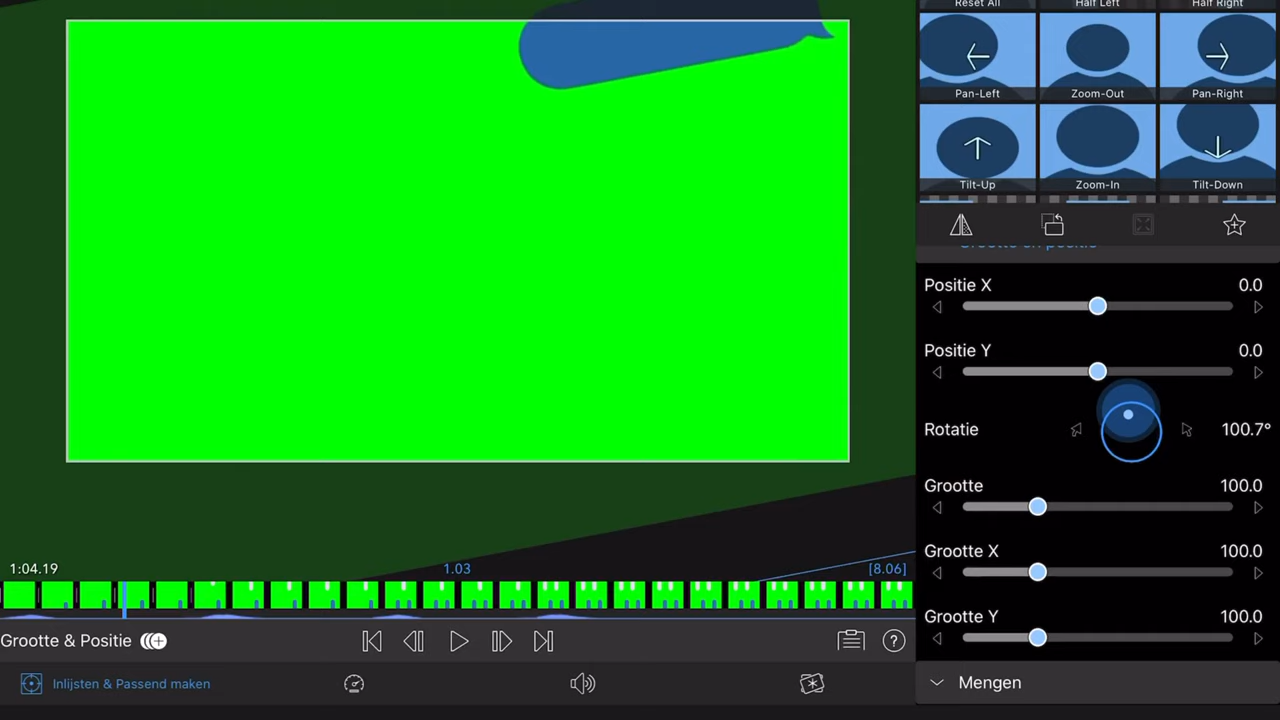 Reset All
Half Left
Half Right
Pan-Left
Zoom-Out
Pan-Right
Tilt-Up
Zoom-In
Tilt-Down
Grootte en positie
Positie X 0.0
Positie Y 0.0
Rotatie 100.7°
Grootte 100.0
Grootte X 100.0
Grootte Y 100.0
Mengen
1:04.19
1.03
[8.06]
Grootte & Positie
?
Inlijsten & Passend maken